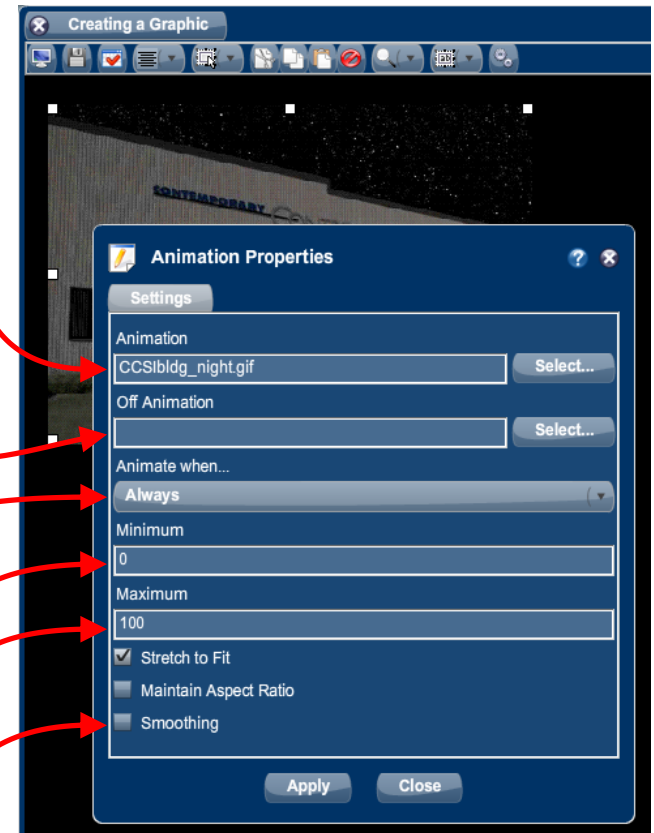 Creating a Graphic
CONTEMPORARY
Animation Properties
Settings
Animation
CCSIbldg_night.gif
Select...
Off Animation
Select...
Animate when...
Always
Minimum
0
Maximum
100
Stretch to Fit
Maintain Aspect Ratio
Smoothing
Apply
Close